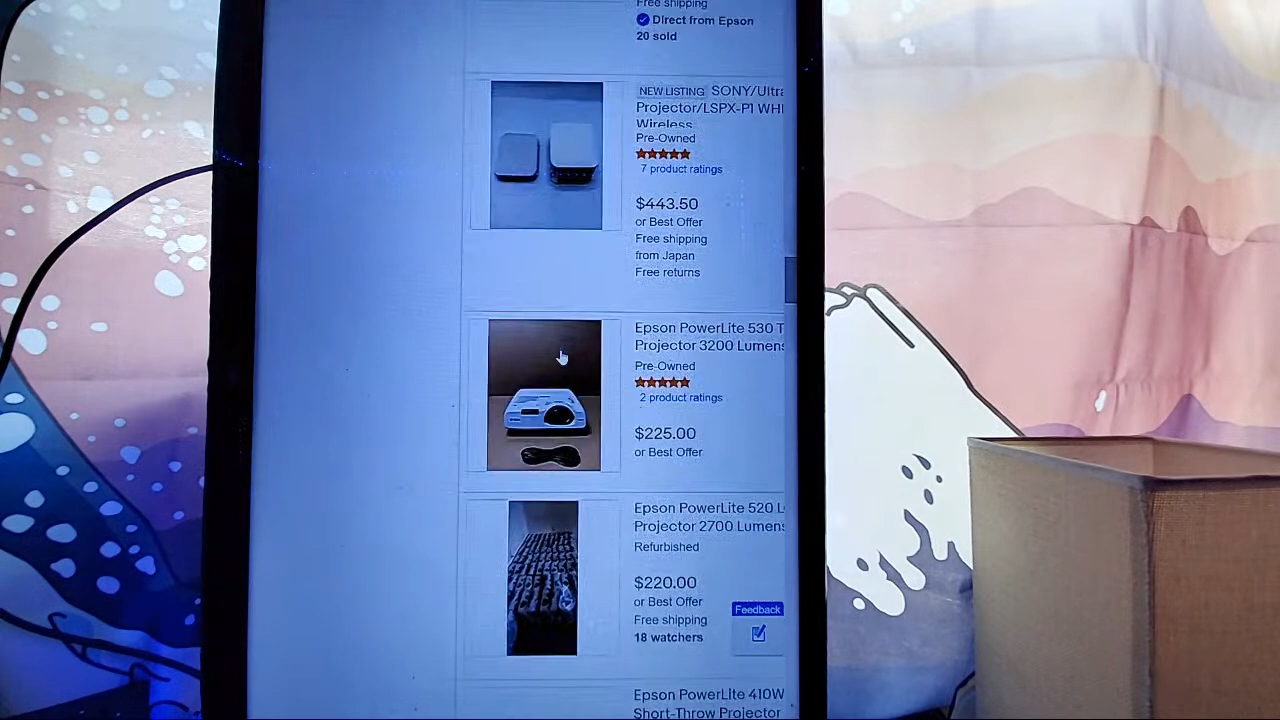 Free shipping
Direct from Epson
20 sold
NEW LISTING SONY/Ultra
Projector/LSPX-P1 WHI
Wireless
Pre-Owned
7 product ratings
$443.50
or Best Offer
Free shipping
from Japan
Free returns
Epson PowerLite 530 T
Projector 3200 Lumens
Pre-Owned
2 product ratings
$225.00
or Best Offer
Epson PowerLite 520 L
Projector 2700 Lumens
Refurbished
$220.00
or Best Offer
Free shipping
18 watchers
Feedback
Epson PowerLite 410W
Short-Throw Projector